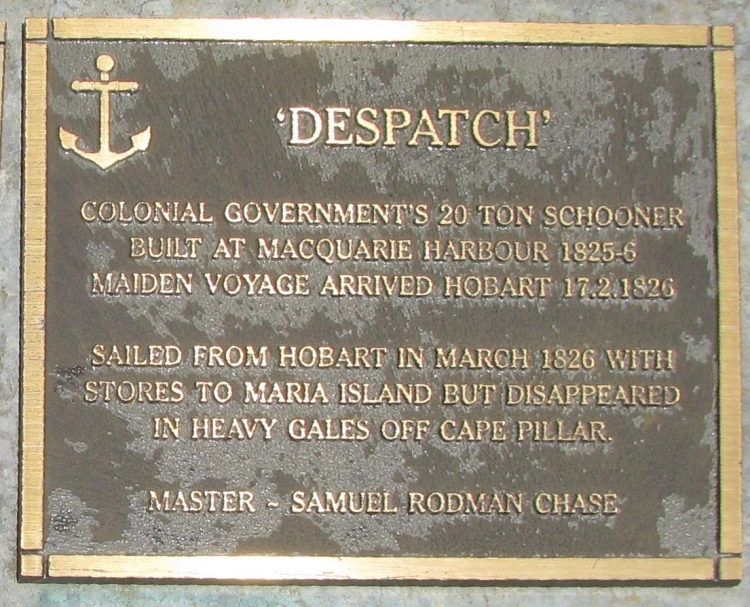 'DESPATCH'
COLONIAL GOVERNMENT'S 20 TON SCHOONER
BUILT AT MACQUARIE HARBOUR 1825-6
MAIDEN VOYAGE ARRIVED HOBART 17.2.1826
SAILED FROM HOBART IN MARCH 1826 WITH
STORES TO MARIA ISLAND BUT DISAPPEARED
IN HEAVY GALES OFF CAPE PILLAR.
MASTER ~ SAMUEL RODMAN CHASE